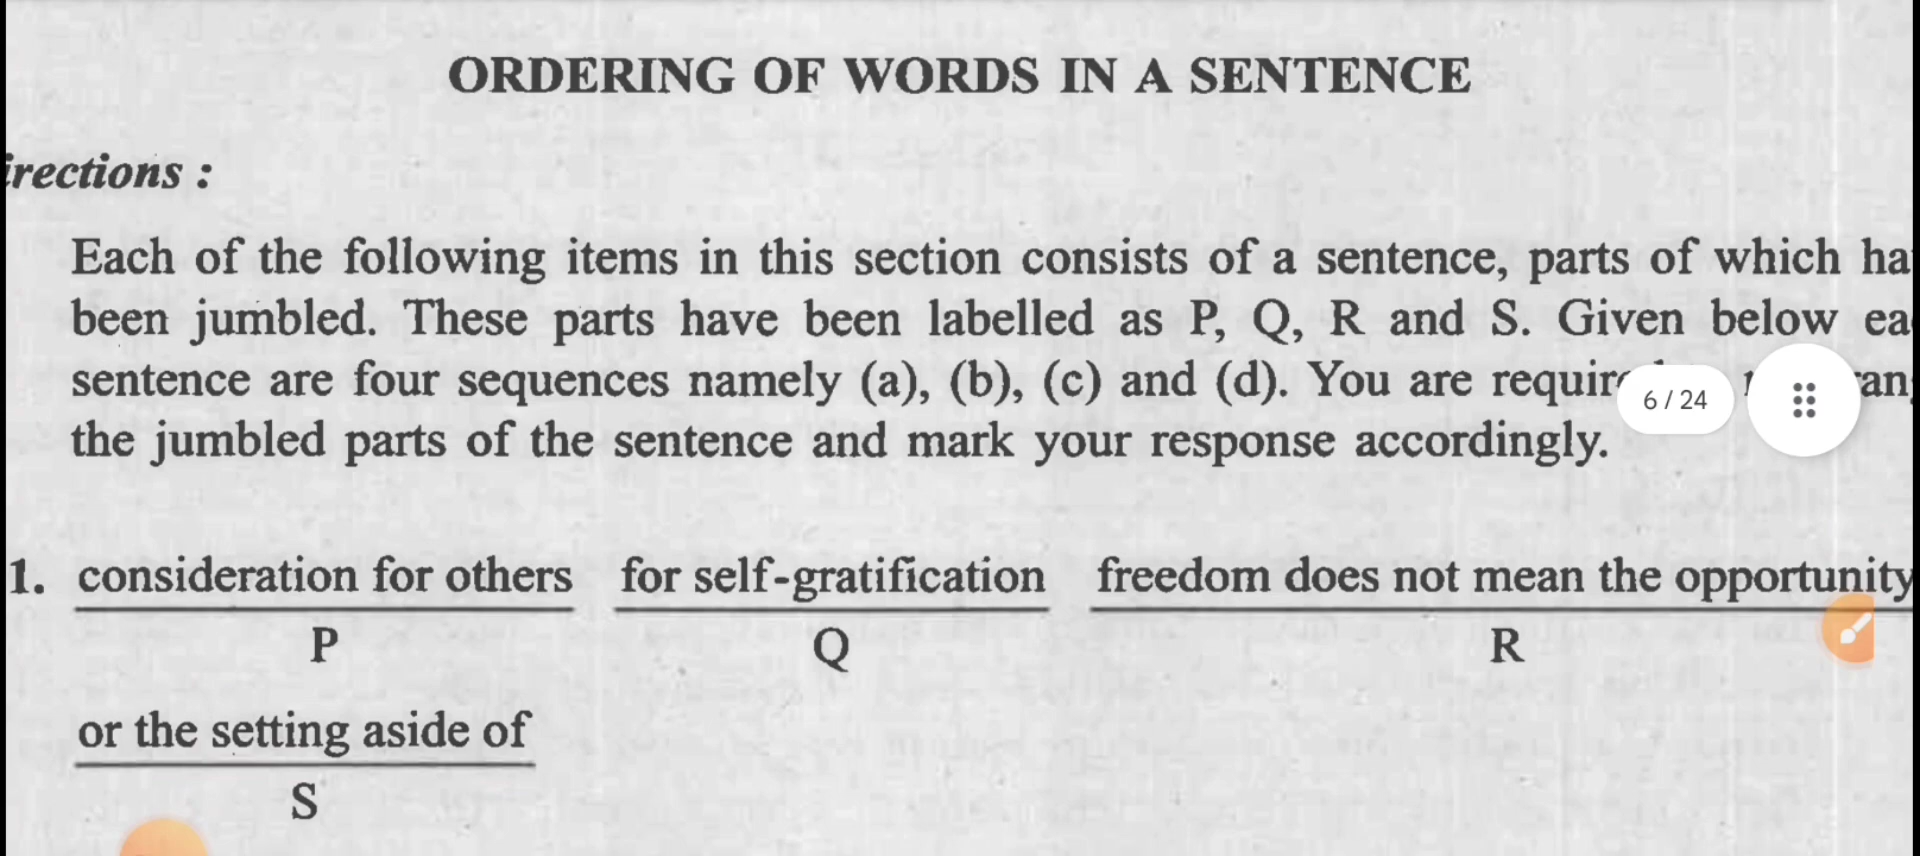 ORDERING OF WORDS IN A SENTENCE
irections :
Each of the following items in this section consists of a sentence, parts of which ha
been jumbled. These parts have been labelled as P, Q, R and S. Given below ea
sentence are four sequences namely (a), (b), (c) and (d). You are requir
6 / 24
the jumbled parts of the sentence and mark your response accordingly.
1. consideration for others for self-gratification freedom does not mean the opportunity
P Q R
or the setting aside of
S